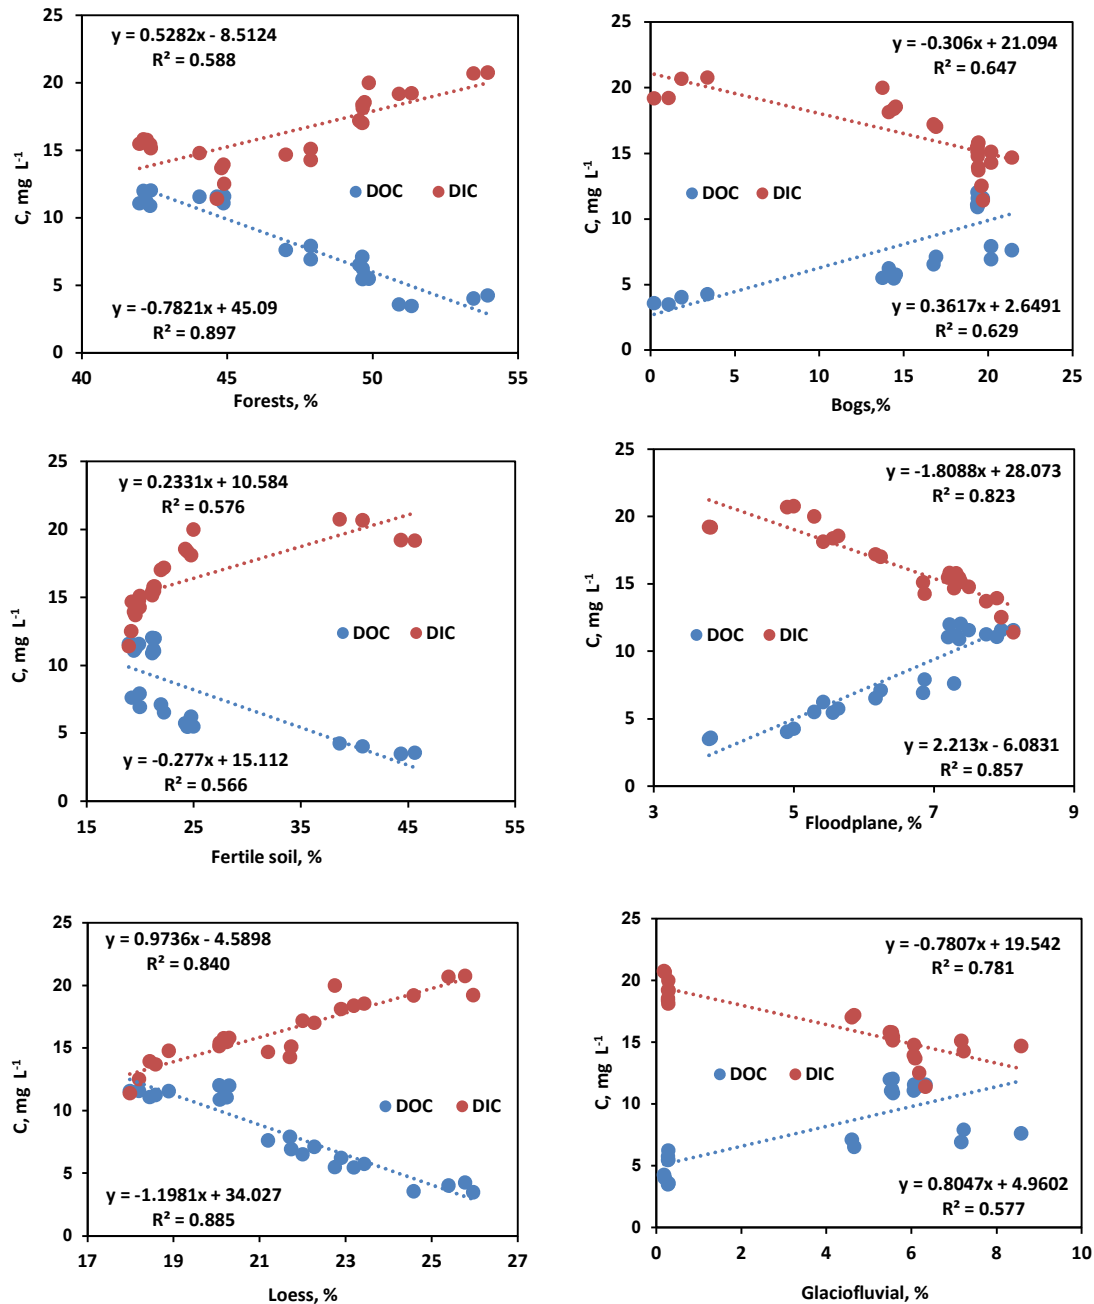 25
20
15
10
5
0
C, mg L-1
y = 0.5282x - 8.5124
R² = 0.588
DOC DIC
y = -0.7821x + 45.09
R² = 0.897
40 45 50 55
Forests, %
25
20
15
10
5
0
C, mg L-1
y = -0.306x + 21.094
R² = 0.647
DOC DIC
y = 0.3617x + 2.6491
R² = 0.629
0 5 10 15 20 25
Bogs,%
25
20
15
10
5
0
C, mg L-1
y = 0.2331x + 10.584
R² = 0.576
DOC DIC
y = -0.277x + 15.112
R² = 0.566
15 25 35 45 55
Fertile soil, %
25
20
15
10
5
0
C, mg L-1
y = -1.8088x + 28.073
R² = 0.823
DOC DIC
y = 2.213x - 6.0831
R² = 0.857
3 5 7 9
Floodplane, %
25
20
15
10
5
0
C, mg L-1
y = 0.9736x - 4.5898
R² = 0.840
DOC DIC
y = -1.1981x + 34.027
R² = 0.885
17 19 21 23 25 27
Loess, %
25
20
15
10
5
0
C, mg L-1
y = -0.7807x + 19.542
R² = 0.781
DOC DIC
y = 0.8047x + 4.9602
R² = 0.577
0 2 4 6 8 10
Glaciofluvial, %